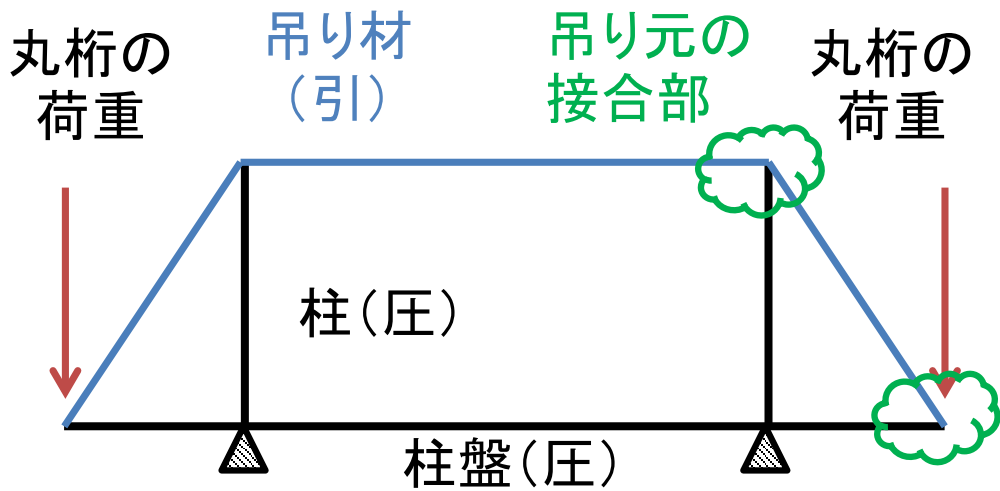 丸桁の
荷重
吊り材
（引）
吊り元の
接合部
丸桁の
荷重
柱（圧）
柱盤（圧）